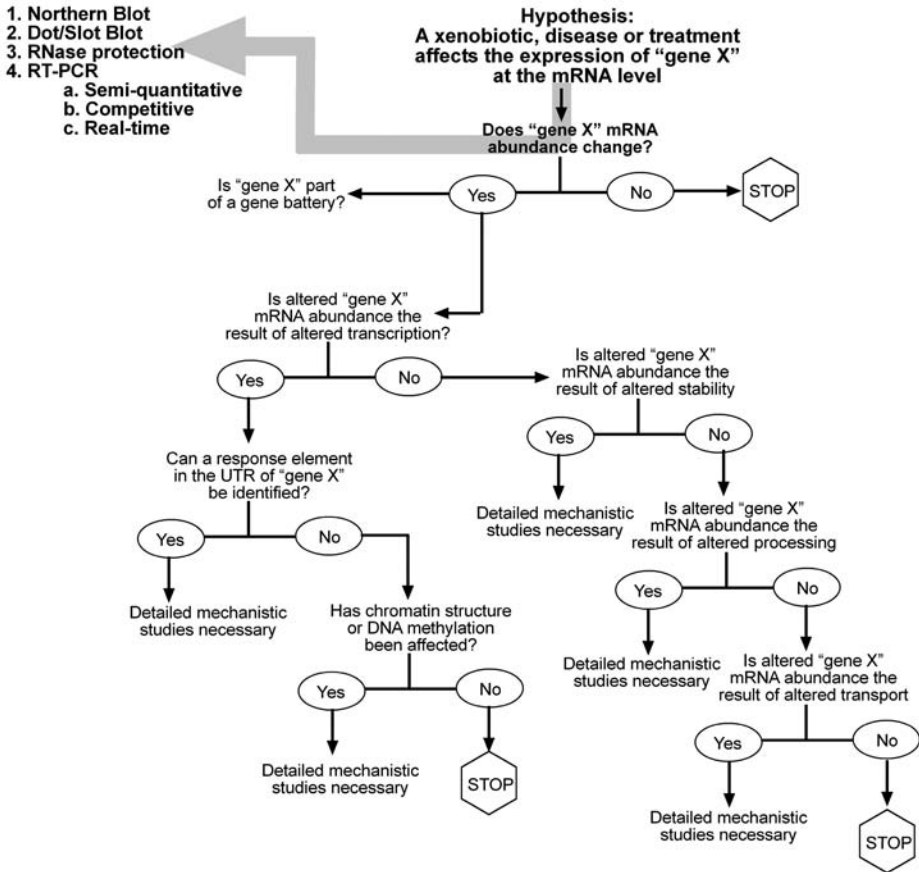 1. Northern Blot
2. Dot/Slot Blot
3. RNase protection
4. RT-PCR
a. Semi-quantitative
b. Competitive
c. Real-time
Hypothesis:
A xenobiotic, disease or treatment
affects the expression of “gene X”
at the mRNA level
Does “gene X” mRNA
abundance change?
Is “gene X” part
of a gene battery?
Yes
No
STOP
Is altered “gene X”
mRNA abundance the
result of altered transcription?
Yes
No
Is altered “gene X”
mRNA abundance the
result of altered stability
Yes
No
Can a response element
in the UTR of “gene X”
be identified?
Detailed mechanistic
studies necessary
Is altered “gene X”
mRNA abundance the
result of altered processing
Yes
No
Yes
No
Detailed mechanistic
studies necessary
Has chromatin structure
or DNA methylation
been affected?
Detailed mechanistic
studies necessary
Is altered “gene X”
mRNA abundance the
result of altered transport
Yes
No
Yes
No
Detailed mechanistic
studies necessary
STOP
Detailed mechanistic
studies necessary
STOP